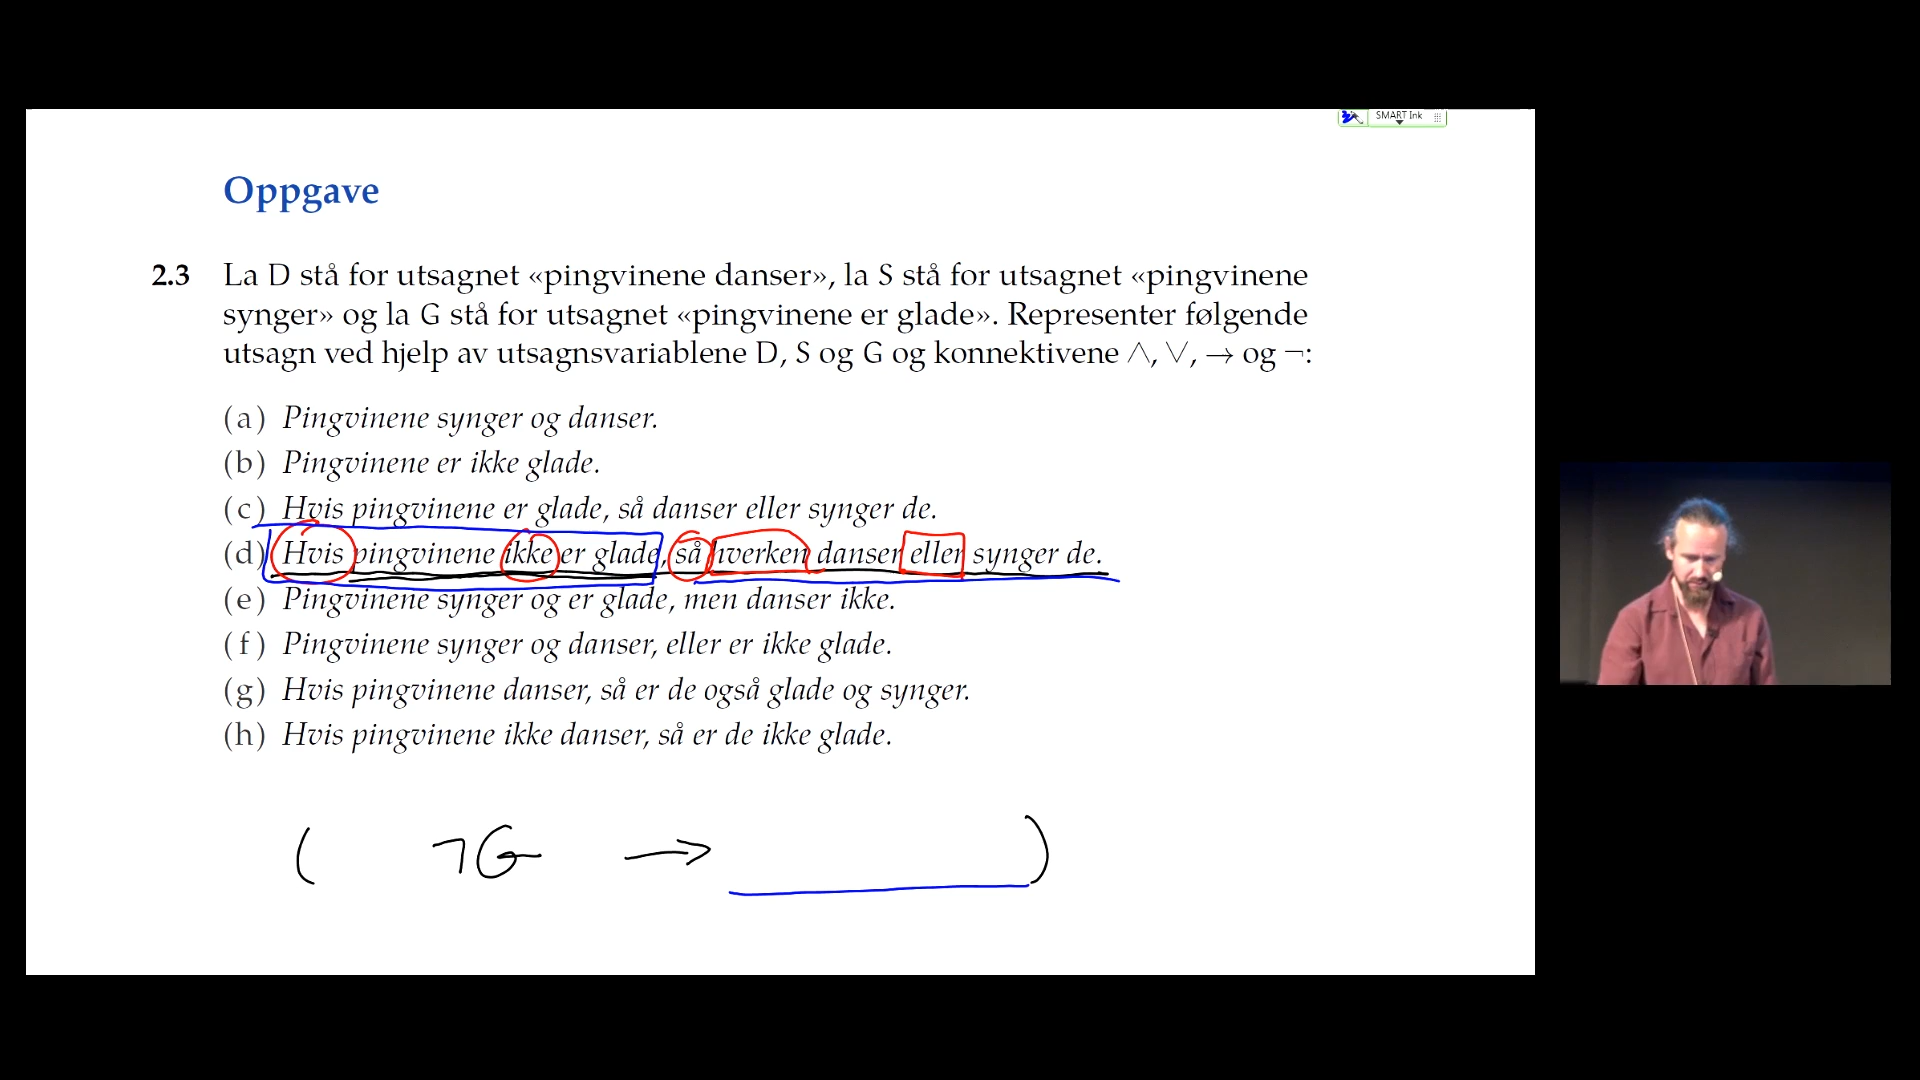 SMART Ink
Oppgave
2.3 La D stå for utsagnet «pingvinene danser», la S stå for utsagnet «pingvinene
synger» og la G stå for utsagnet «pingvinene er glade». Representer følgende
utsagn ved hjelp av utsagnsvariablene D, S og G og konnektivene ∧, ∨, → og ¬:
(a) Pingvinene synger og danser.
(b) Pingvinene er ikke glade.
(c) Hvis pingvinene er glade, så danser eller synger de.
(d) Hvis pingvinene ikke er glade, så hverken danser eller synger de.
(e) Pingvinene synger og er glade, men danser ikke.
(f) Pingvinene synger og danser, eller er ikke glade.
(g) Hvis pingvinene danser, så er de også glade og synger.
(h) Hvis pingvinene ikke danser, så er de ikke glade.
( ¬G → )